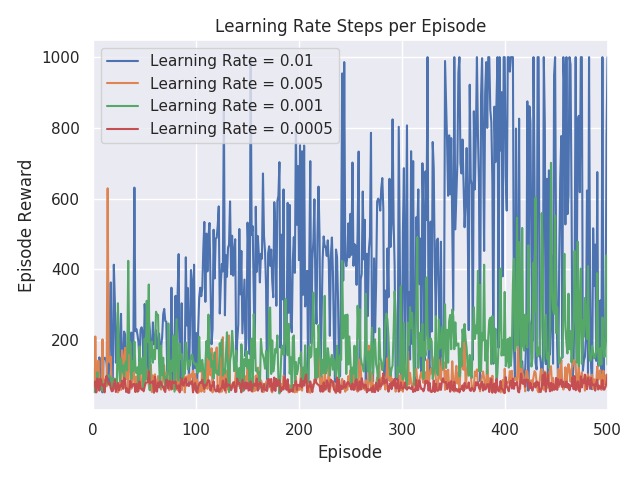 Learning Rate Steps per Episode
Learning Rate = 0.01
Learning Rate = 0.005
Learning Rate = 0.001
Learning Rate = 0.0005
Episode Reward
1000
800
600
400
200
0
100
200
300
400
500
Episode